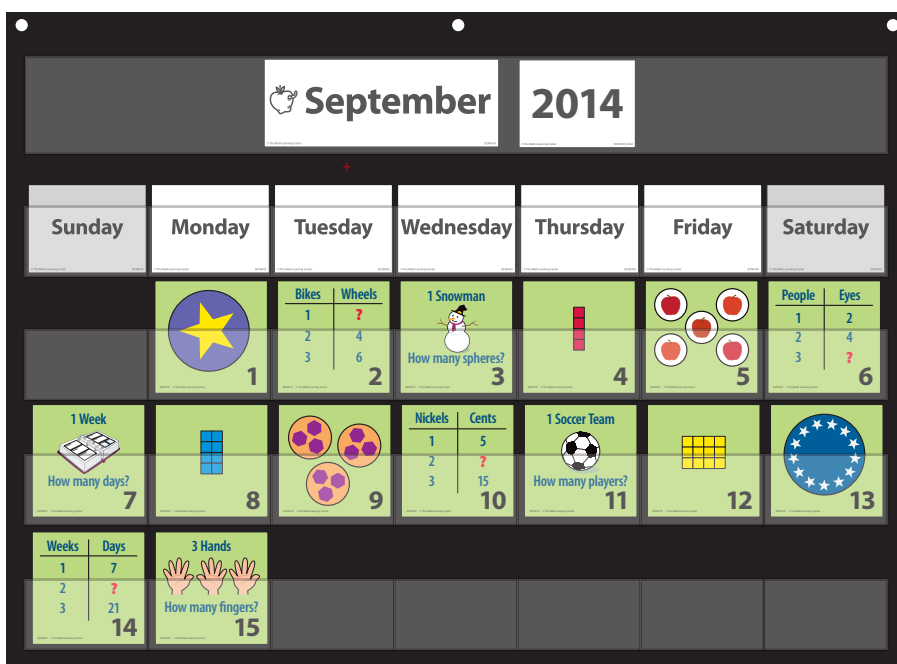 September 2014
Sunday Monday Tuesday Wednesday Thursday Friday Saturday
1
Bikes Wheels
1 ?
2 4
3 6
2
1 Snowman
How many spheres?
3
4
5
People Eyes
1 2
2 4
3 ?
6
1 Week
How many days?
7
8
9
Nickels Cents
1 5
2 ?
3 15
10
1 Soccer Team
How many players?
11
12
13
Weeks Days
1 7
2 ?
3 21
14
3 Hands
How many fingers?
15